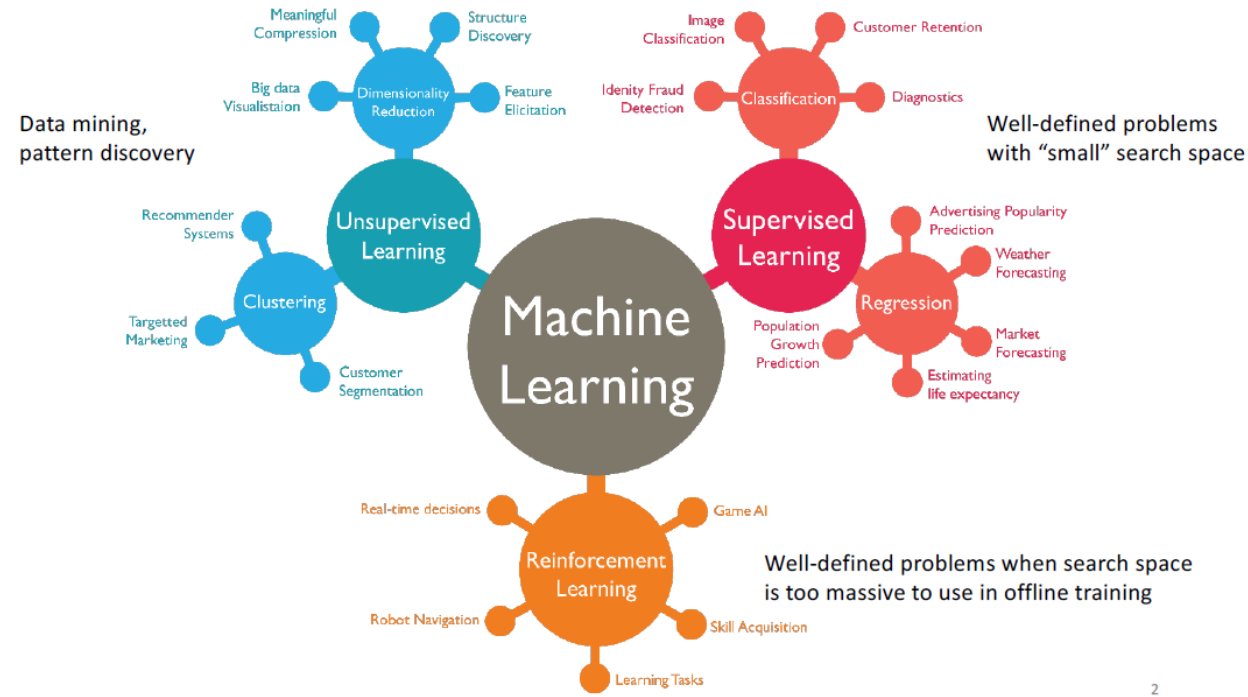 Meaningful
Compression
Structure
Discovery
Big data
Visualistaion
Dimensionality
Reduction
Feature
Elicitation
Image
Classification
Customer Retention
Idenity Fraud
Detection
Classification
Diagnostics
Data mining,
pattern discovery
Well-defined problems
with “small” search space
Unsupervised
Learning
Supervised
Learning
Recommender
Systems
Clustering
Targetted
Marketing
Customer
Segmentation
Advertising Popularity
Prediction
Weather
Forecasting
Regression
Population
Growth
Prediction
Market
Forecasting
Estimating
life expectancy
Machine
Learning
Real-time decisions
Game AI
Reinforcement
Learning
Well-defined problems when search space
is too massive to use in offline training
Robot Navigation
Skill Acquisition
Learning Tasks
2